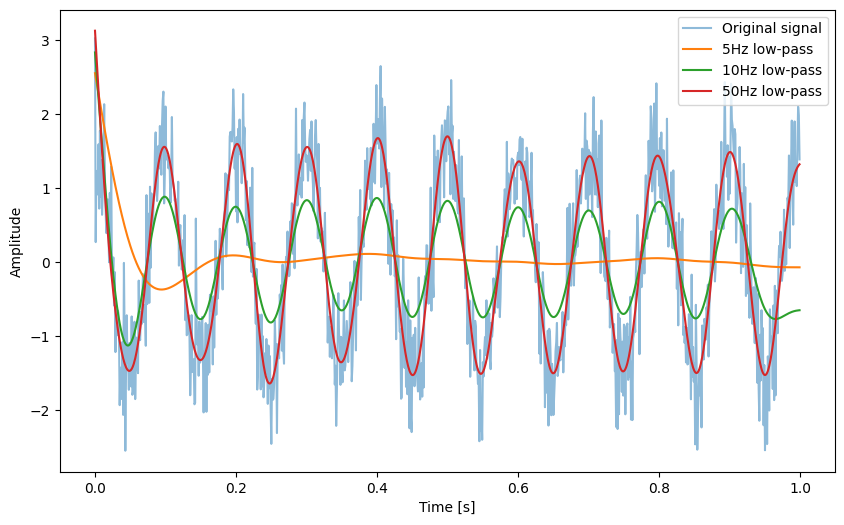 Original signal
5Hz low-pass
10Hz low-pass
50Hz low-pass
3
2
1
0
−1
−2
Amplitude
0.0 0.2 0.4 0.6 0.8 1.0
Time [s]